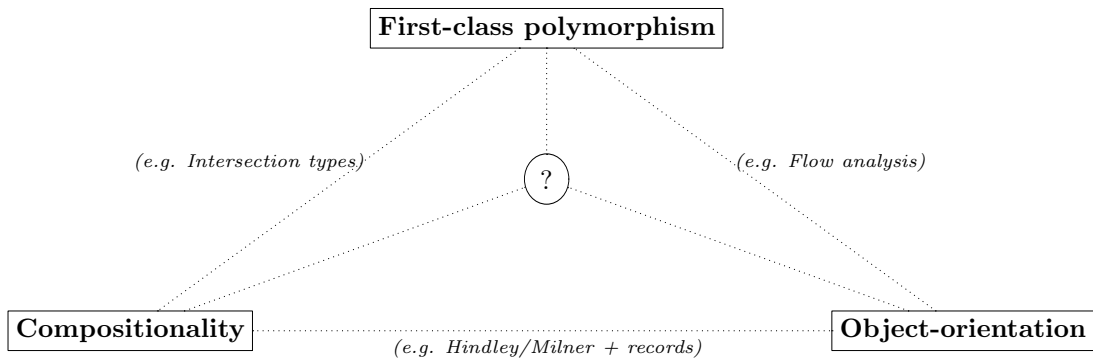 First-class polymorphism
(e.g. Intersection types)
(e.g. Flow analysis)
?
Compositionality
Object-orientation
(e.g. Hindley/Milner + records)